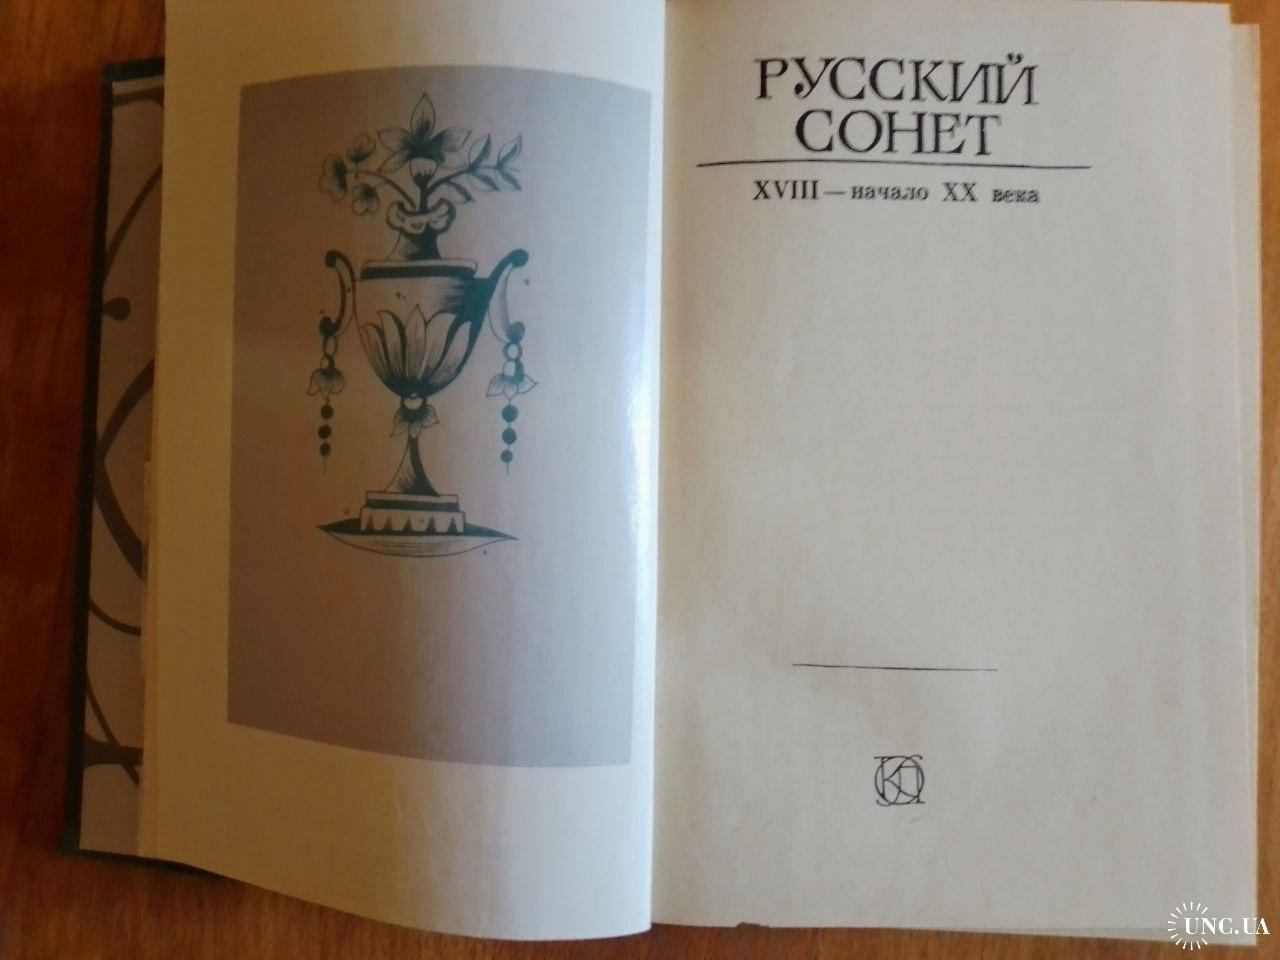 РУССКИЙ
СОНЕТ
XVIII — начало XX века
UNC.UA